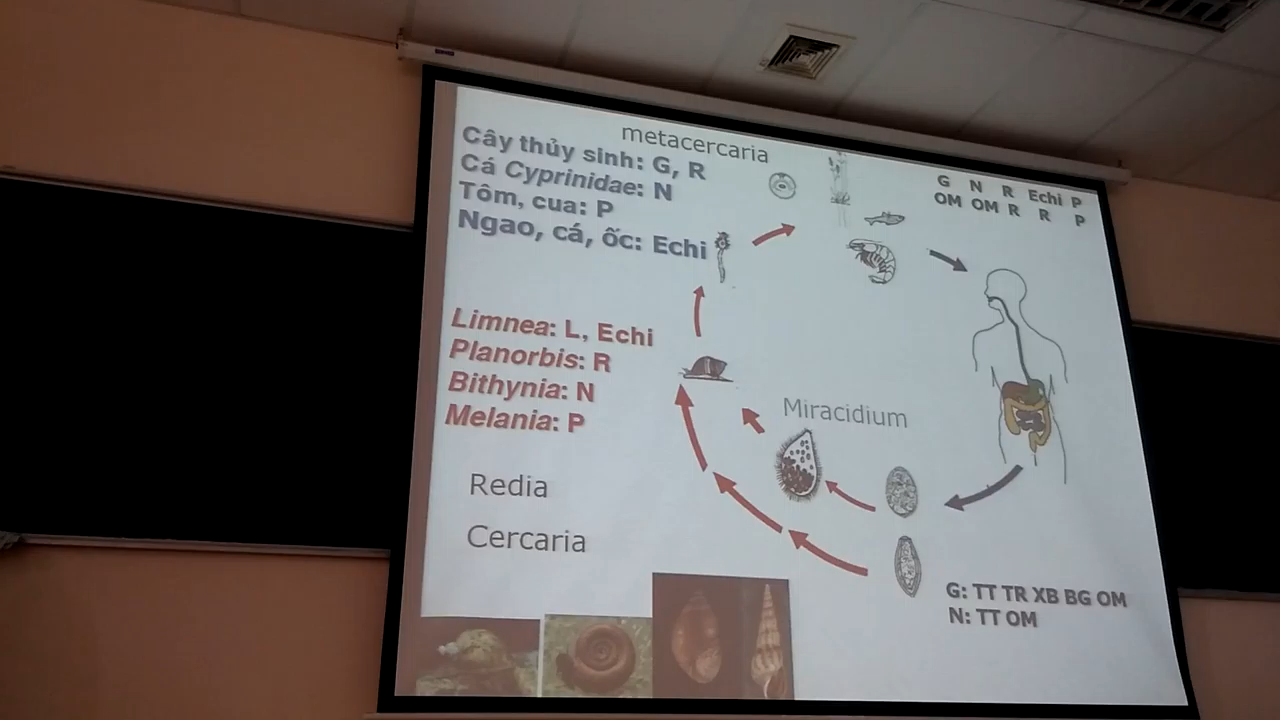 metacercaria
Cây thủy sinh: G, R
Cá Cyprinidae: N
Tôm, cua: P
Ngao, cá, ốc: Echi
G N R Echi P
OM OM R R P
Limnea: L, Echi
Planorbis: R
Bithynia: N
Melania: P
Miracidium
Redia
Cercaria
G: TT TR XB BG OM
N: TT OM